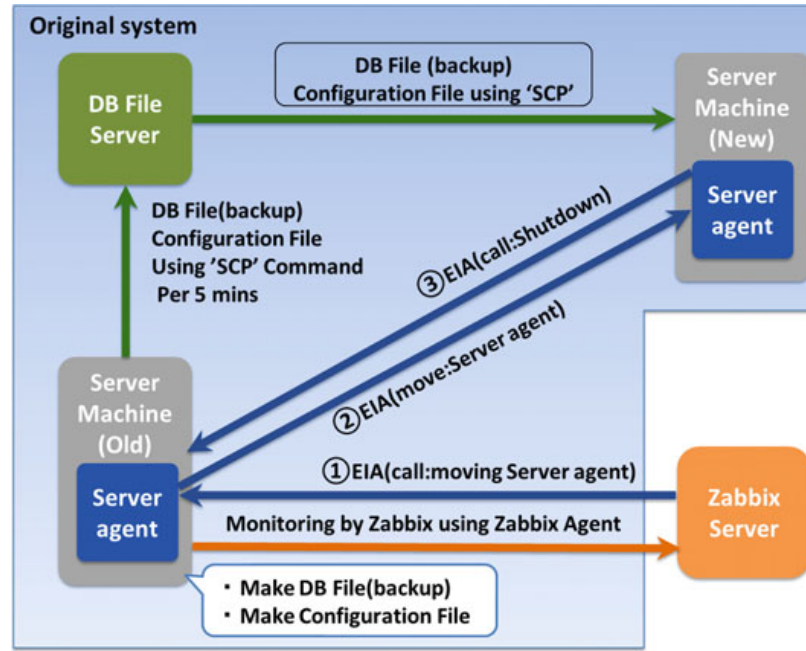 Original system
DB File (backup)
Configuration File using ‘SCP’
DB File
Server
Server
Machine
(New)
Server
agent
DB File(backup)
Configuration File
Using ’SCP’ Command
Per 5 mins
③EIA(call:Shutdown)
②EIA(move:Server agent)
Server
Machine
(Old)
Server
agent
①EIA(call:moving Server agent)
Monitoring by Zabbix using Zabbix Agent
Zabbix
Server
・ Make DB File(backup)
・ Make Configuration File